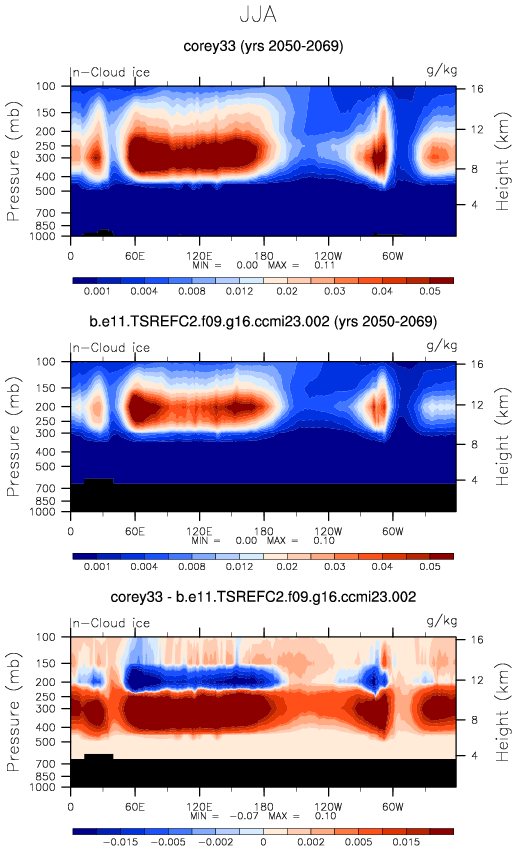 JJA
corey33 (yrs 2050-2069)
n-Cloud ice g/kg
Pressure (mb)
100
150
200
250
300
400
500
700
850
1000
16
12
8
4
Height (km)
0 60E 120E 180 120W 60W
MIN = 0.00 MAX = 0.11
0.001 0.004 0.008 0.012 0.02 0.03 0.04 0.05
b.e11.TSREFC2.f09.g16.ccmi23.002 (yrs 2050-2069)
n-Cloud ice g/kg
Pressure (mb)
100
150
200
250
300
400
500
700
850
1000
16
12
8
4
Height (km)
0 60E 120E 180 120W 60W
MIN = 0.00 MAX = 0.10
0.001 0.004 0.008 0.012 0.02 0.03 0.04 0.05
corey33 - b.e11.TSREFC2.f09.g16.ccmi23.002
n-Cloud ice g/kg
Pressure (mb)
100
150
200
250
300
400
500
700
850
1000
16
12
8
4
Height (km)
0 60E 120E 180 120W 60W
MIN = -0.07 MAX = 0.10
-0.015 -0.005 -0.002 0 0.002 0.005 0.015